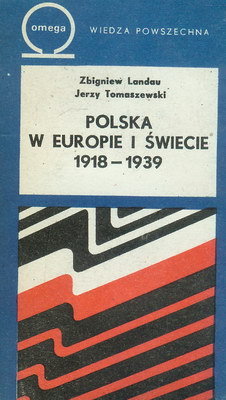 omega
WIEDZA POWSZECHNA
Zbigniew Landau
Jerzy Tomaszewski
POLSKA
W EUROPIE I ŚWIECIE
1918-1939